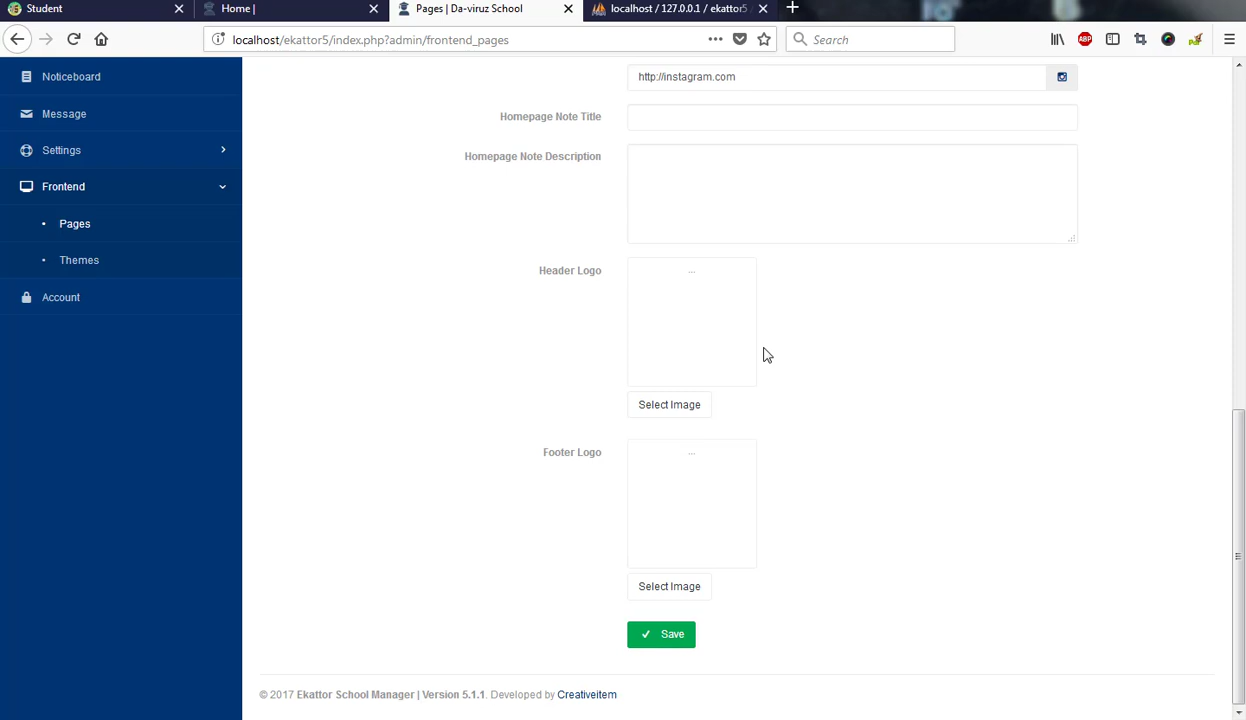 Student
Home |
Pages | Da-viruz School
localhost / 127.0.0.1 / ekattor5
localhost/ekattor5/index.php?admin/frontend_pages
Search
ABP
Noticeboard
Message
Settings
Frontend
Pages
Themes
Account
http://instagram.com
Homepage Note Title
Homepage Note Description
Header Logo
...
Select Image
Footer Logo
...
Select Image
Save
© 2017 Ekattor School Manager | Version 5.1.1. Developed by Creativeitem